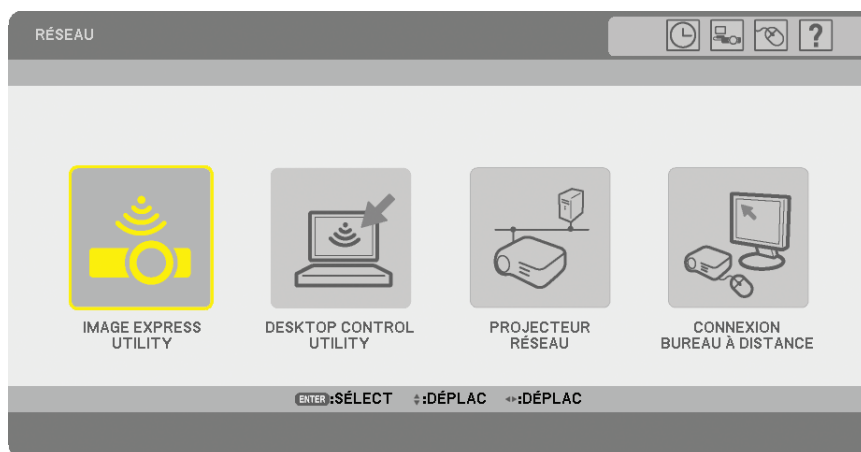 RÉSEAU
?
IMAGE EXPRESS
UTILITY
DESKTOP CONTROL
UTILITY
PROJECTEUR
RÉSEAU
CONNEXION
BUREAU À DISTANCE
ENTER:SÉLECT :DÉPLAC :DÉPLAC